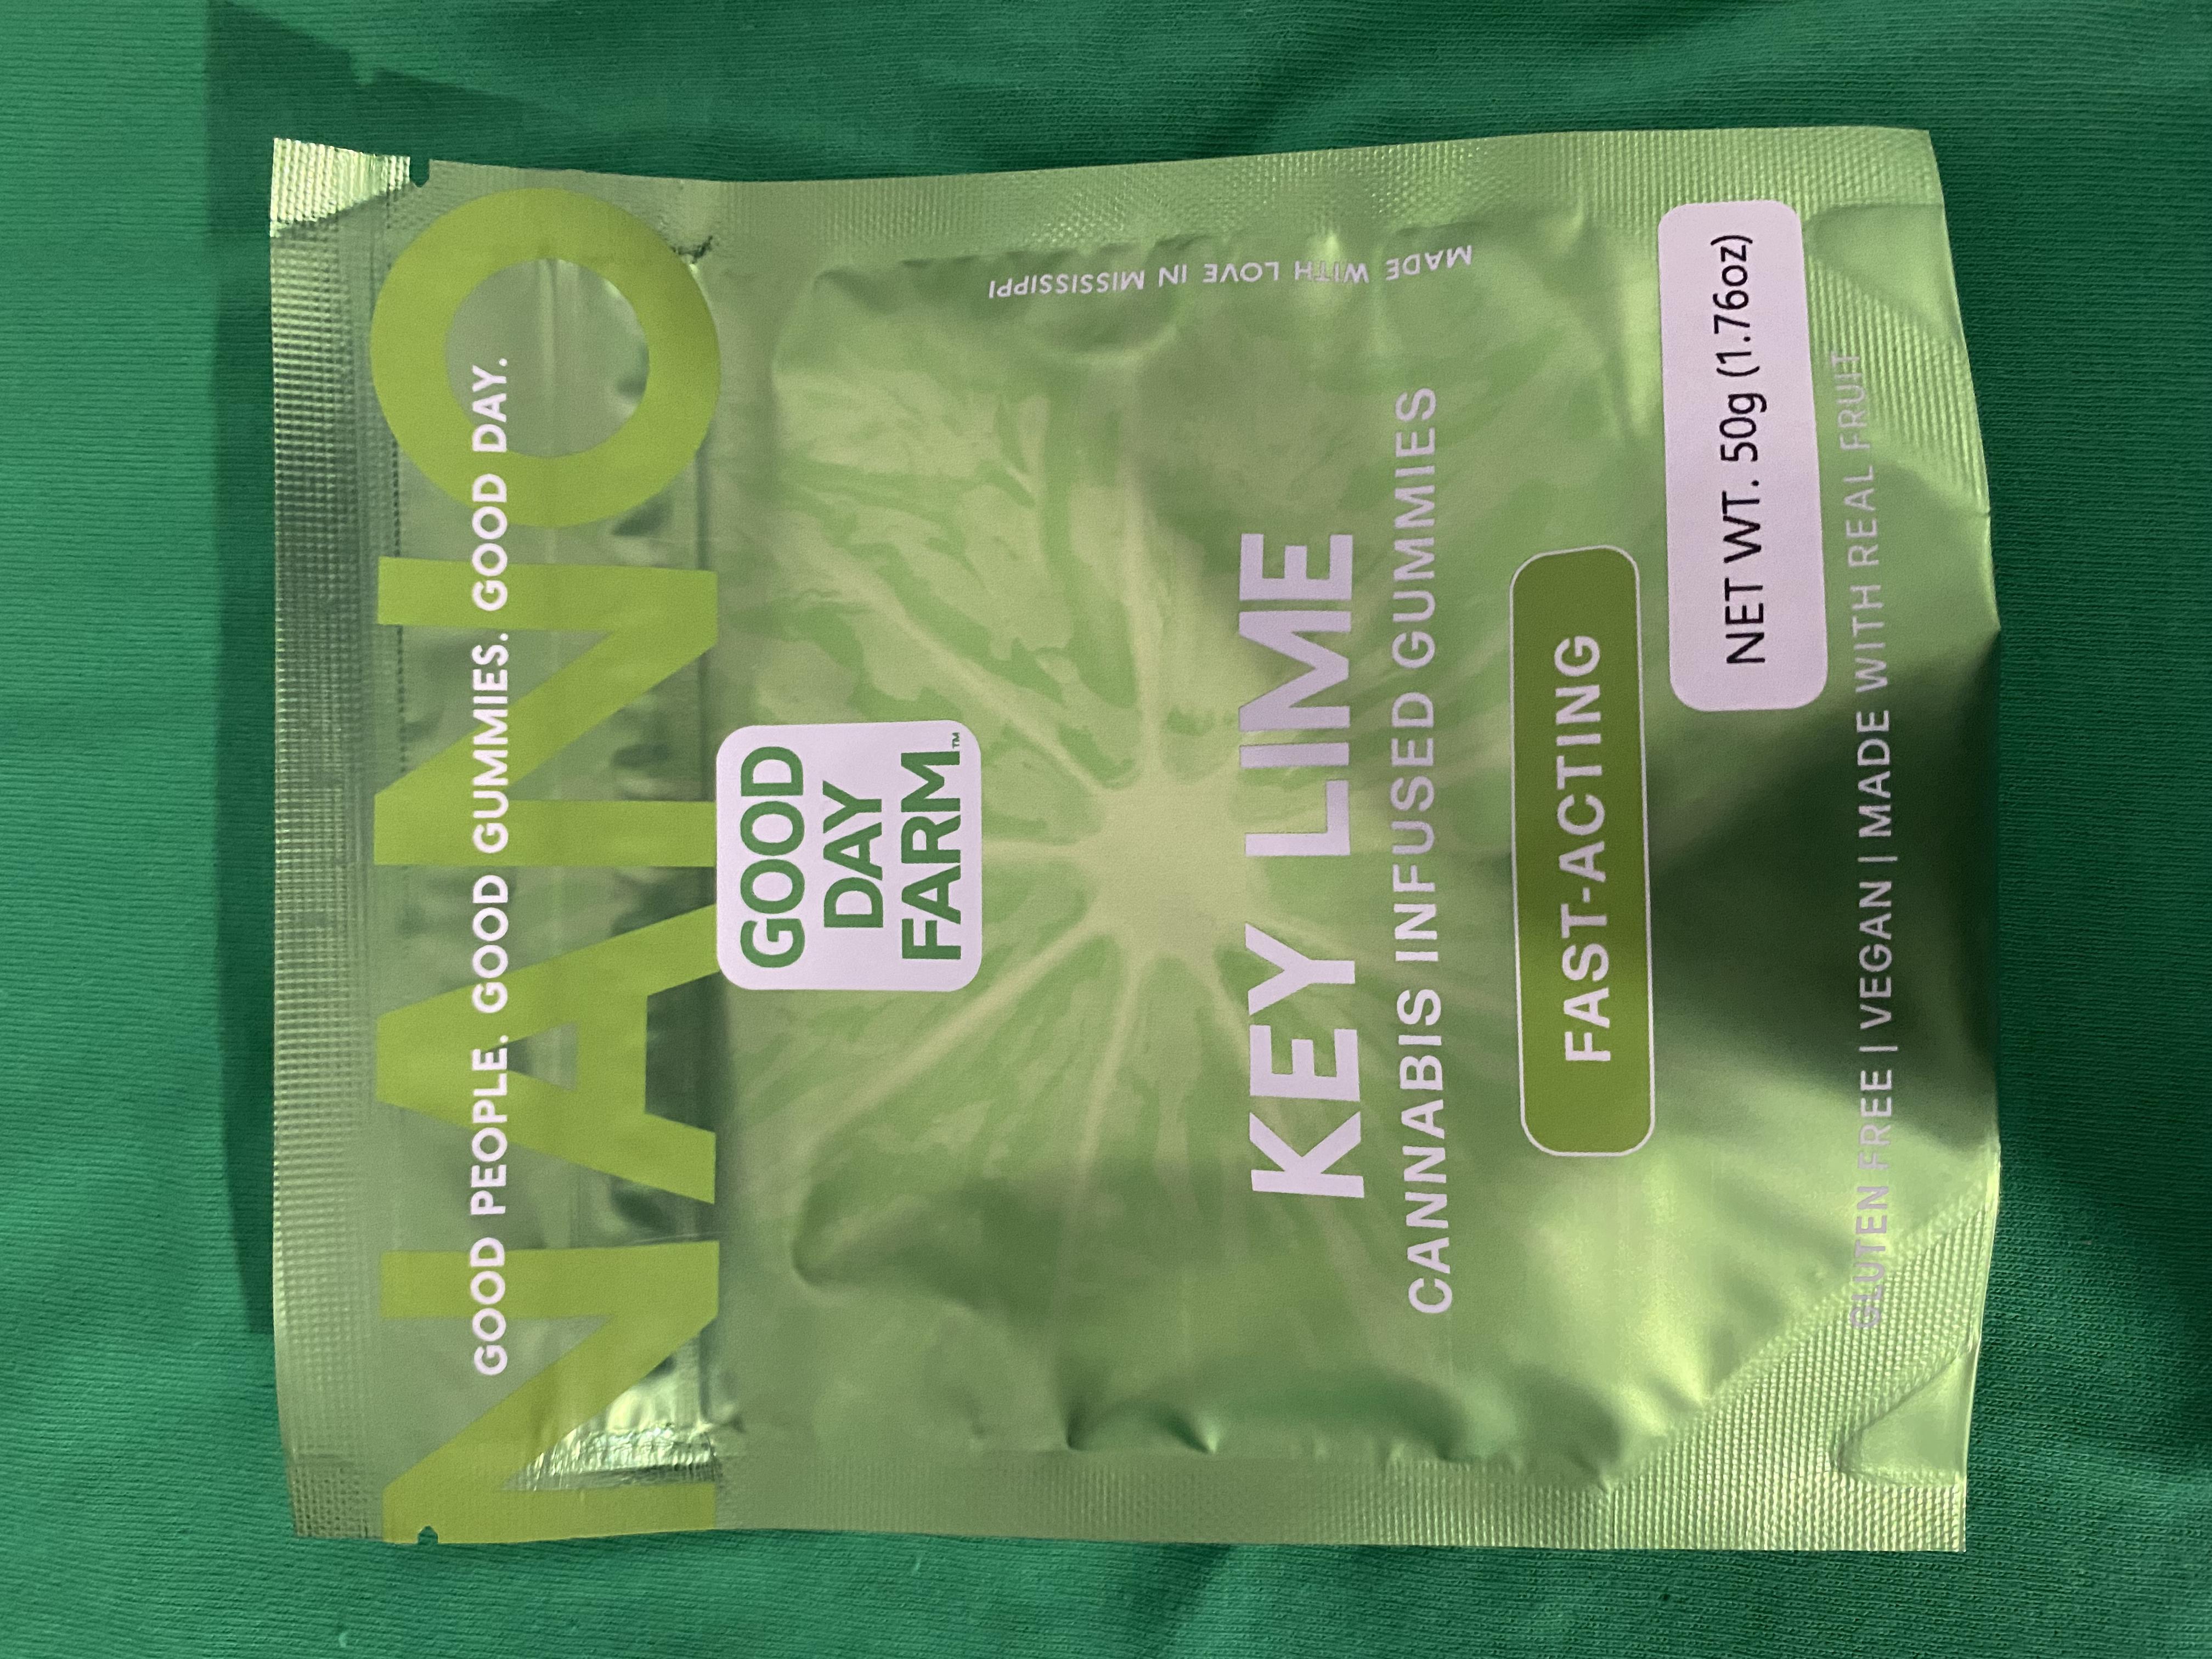 NANO
GOOD PEOPLE. GOOD GUMMIES. GOOD DAY.
GOOD
DAY
FARM™
KEY LIME
CANNABIS INFUSED GUMMIES
FAST-ACTING
NET WT. 50g (1.76oz)
GLUTEN FREE | VEGAN | MADE WITH REAL FRUIT
MADE WITH LOVE IN MISSISSIPPI